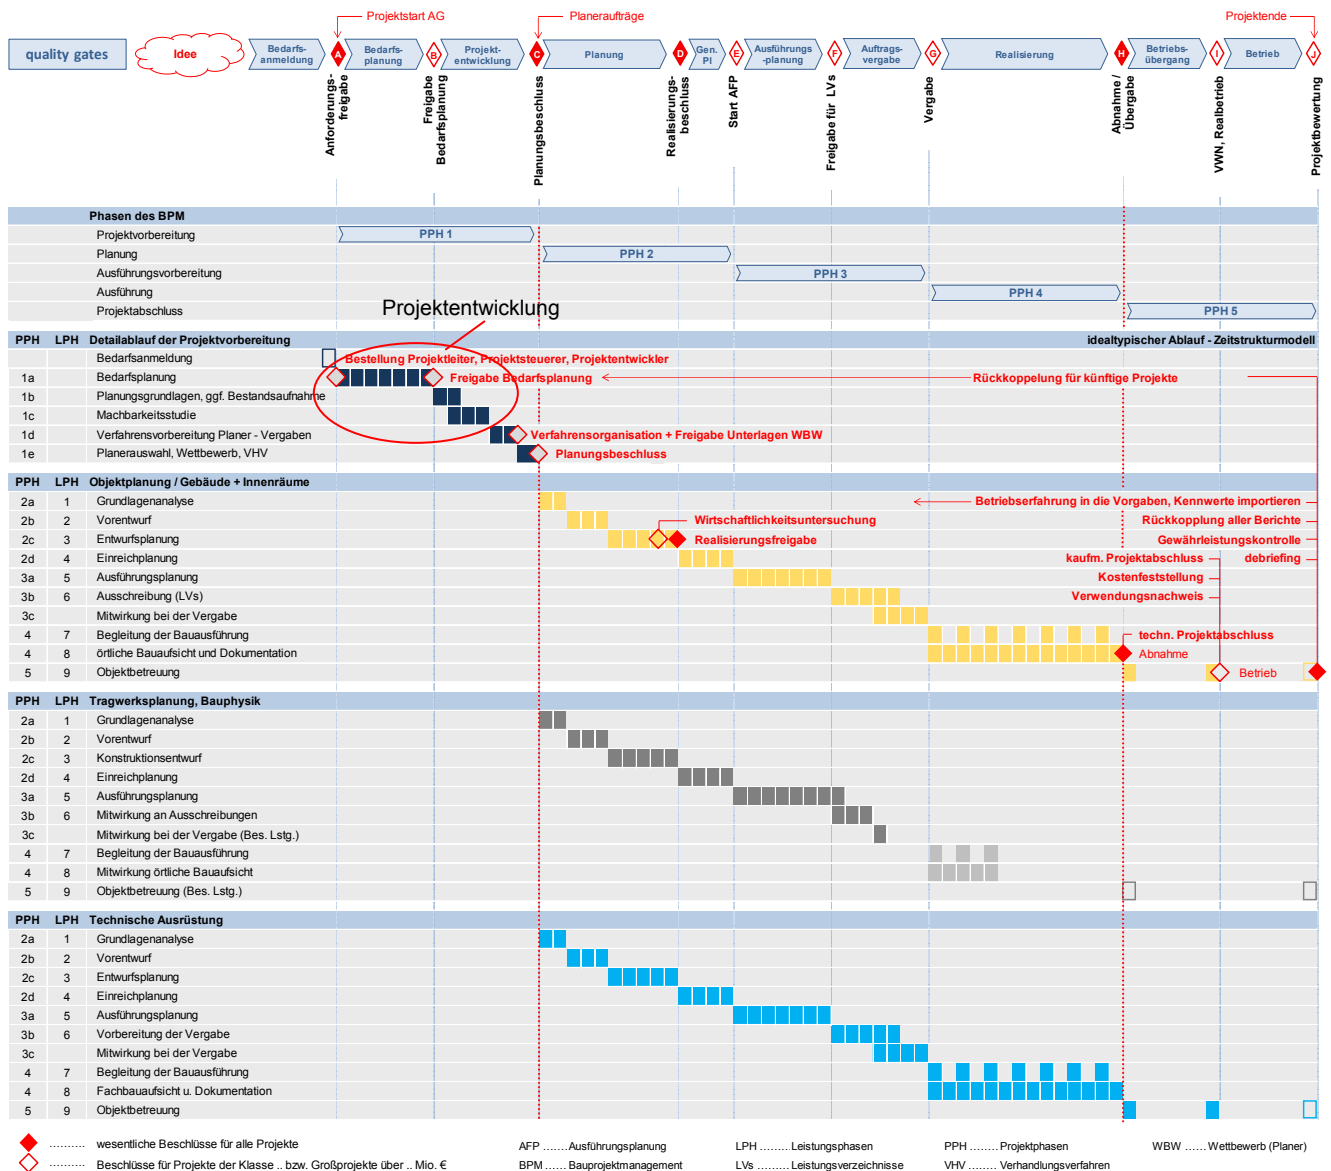 Projektstart AG
Planeraufträge
Projektende
quality gates
Idee
Bedarfs-
anmeldung
A
Bedarfs-
planung
B
Projekt-
entwicklung
C
Planung
D
Gen.
Pl
E
Ausführungs
-planung
F
Auftrags-
vergabe
G
Realisierung
H
Betriebs-
übergang
I
Betrieb
J
Anforderungs-
freigabe
Freigabe
Bedarfsplanung
Planungsbeschluss
Realisierungs-
beschluss
Start AFP
Freigabe für LVs
Vergabe
Abnahme /
Übergabe
VWN, Realbetrieb
Projektbewertung
Phasen des BPM
Projektvorbereitung PPH 1
Planung PPH 2
Ausführungsvorbereitung PPH 3
Ausführung PPH 4
Projektabschluss PPH 5
Projektentwicklung
PPH LPH Detailablauf der Projektvorbereitung idealtypischer Ablauf - Zeitstrukturmodell
Bedarfsanmeldung Bestellung Projektleiter, Projektsteuerer, Projektentwickler
1a Bedarfsplanung Freigabe Bedarfsplanung Rückkoppelung für künftige Projekte
1b Planungsgrundlagen, ggf. Bestandsaufnahme
1c Machbarkeitsstudie
1d Verfahrensvorbereitung Planer - Vergaben Verfahrensorganisation + Freigabe Unterlagen WBW
1e Planerauswahl, Wettbewerb, VHV Planungsbeschluss
PPH LPH Objektplanung / Gebäude + Innenräume
2a 1 Grundlagenanalyse Betriebserfahrung in die Vorgaben, Kennwerte importieren
2b 2 Vorentwurf Wirtschaftlichkeitsuntersuchung Rückkopplung aller Berichte
2c 3 Entwurfsplanung Realisierungsfreigabe Gewährleistungskontrolle
2d 4 Einreichplanung kaufm. Projektabschluss debriefing
3a 5 Ausführungsplanung Kostenfeststellung
3b 6 Ausschreibung (LVs) Verwendungsnachweis
3c Mitwirkung bei der Vergabe
4 7 Begleitung der Bauausführung techn. Projektabschluss
4 8 örtliche Bauaufsicht und Dokumentation Abnahme
5 9 Objektbetreuung Betrieb
PPH LPH Tragwerksplanung, Bauphysik
2a 1 Grundlagenanalyse
2b 2 Vorentwurf
2c 3 Konstruktionsentwurf
2d 4 Einreichplanung
3a 5 Ausführungsplanung
3b 6 Mitwirkung an Ausschreibungen
3c Mitwirkung bei der Vergabe (Bes. Lstg.)
4 7 Begleitung der Bauausführung
4 8 Mitwirkung örtliche Bauaufsicht
5 9 Objektbetreuung (Bes. Lstg.)
PPH LPH Technische Ausrüstung
2a 1 Grundlagenanalyse
2b 2 Vorentwurf
2c 3 Entwurfsplanung
2d 4 Einreichplanung
3a 5 Ausführungsplanung
3b 6 Vorbereitung der Vergabe
3c Mitwirkung bei der Vergabe
4 7 Begleitung der Bauausführung
4 8 Fachbauaufsicht u. Dokumentation
5 9 Objektbetreuung
.......... wesentliche Beschlüsse für alle Projekte AFP ......Ausführungsplanung LPH .......Leistungsphasen PPH ........Projektphasen WBW ......Wettbewerb (Planer)
.......... Beschlüsse für Projekte der Klasse .. bzw. Großprojekte über .. Mio. € BPM ......Bauprojektmanagement LVs .........Leistungsverzeichnisse VHV ........ Verhandlungsverfahren